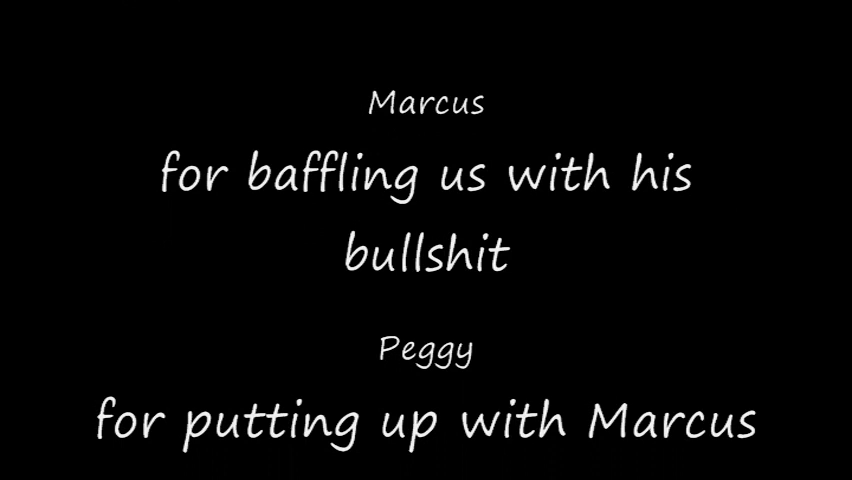 Marcus
for baffling us with his
bullshit
Peggy
for putting up with Marcus